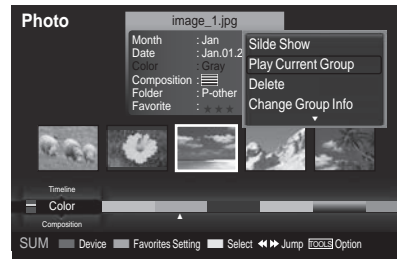 Photo
image_1.jpg
Month : Jan
Date : Jan.01.2
Color : Gray
Composition :
Folder : P-other
Favorite : ★ ★ ★
Silde Show
Play Current Group
Delete
Change Group Info
Timeline
Color
Composition
SUM Device Favorites Setting Select Jump TOOLS Option